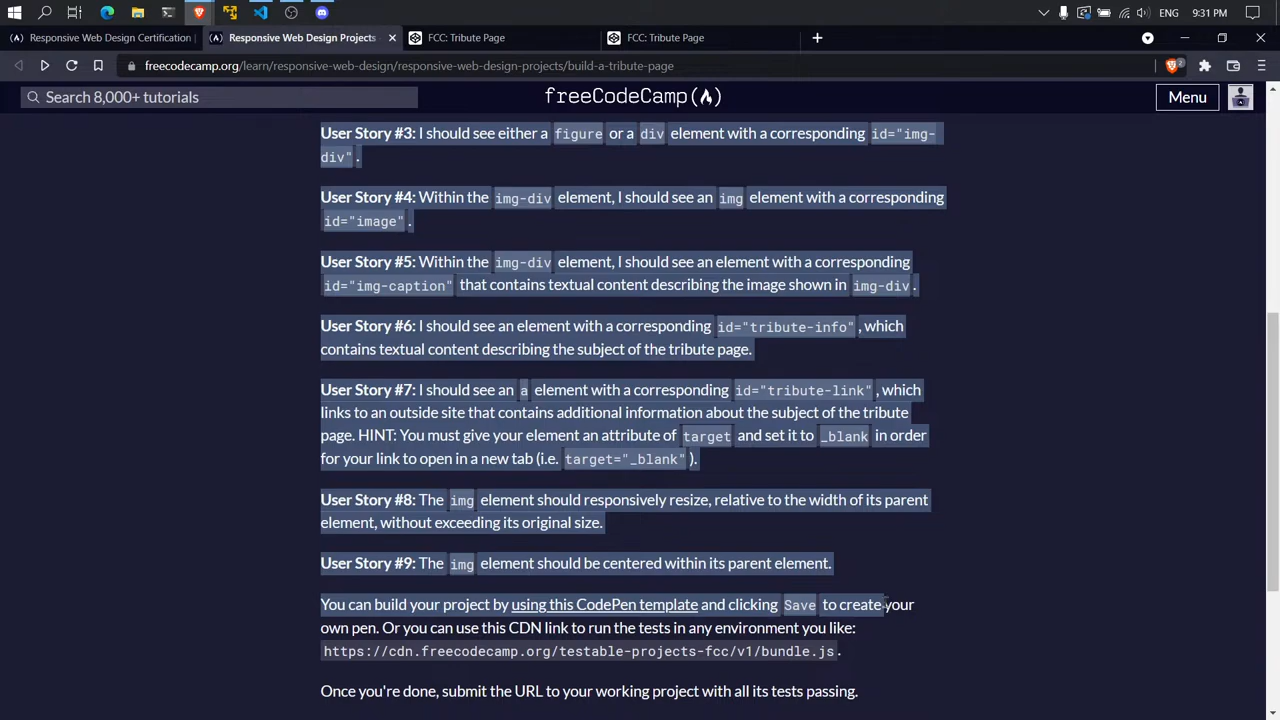 ENG 9:31 PM
Responsive Web Design Certification
Responsive Web Design Projects
FCC: Tribute Page
FCC: Tribute Page
freecodecamp.org/learn/responsive-web-design/responsive-web-design-projects/build-a-tribute-page
2
Search 8,000+ tutorials
freeCodeCamp
Menu
User Story #3: I should see either a figure or a div element with a corresponding id="img-
div".
User Story #4: Within the img-div element, I should see an img element with a corresponding
id="image".
User Story #5: Within the img-div element, I should see an element with a corresponding
id="img-caption" that contains textual content describing the image shown in img-div.
User Story #6: I should see an element with a corresponding id="tribute-info", which
contains textual content describing the subject of the tribute page.
User Story #7: I should see an a element with a corresponding id="tribute-link", which
links to an outside site that contains additional information about the subject of the tribute
page. HINT: You must give your element an attribute of target and set it to _blank in order
for your link to open in a new tab (i.e. target="_blank").
User Story #8: The img element should responsively resize, relative to the width of its parent
element, without exceeding its original size.
User Story #9: The img element should be centered within its parent element.
You can build your project by using this CodePen template and clicking Save to create your
own pen. Or you can use this CDN link to run the tests in any environment you like:
https://cdn.freecodecamp.org/testable-projects-fcc/v1/bundle.js.
Once you're done, submit the URL to your working project with all its tests passing.